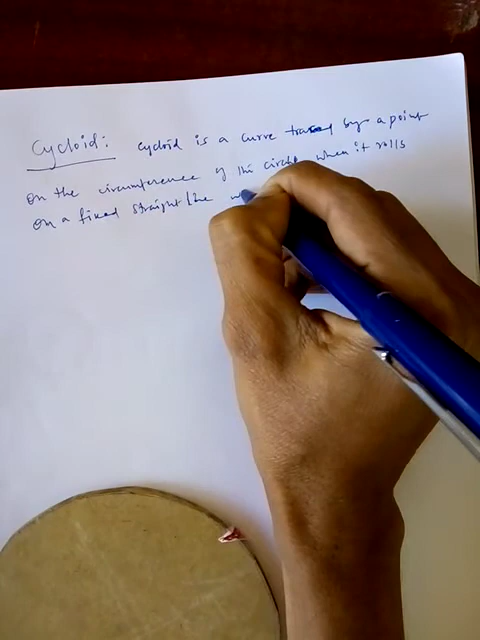 Cycloid: Cycloid is a curve traced by a point
on the circumference of the circle when it rolls
on a fixed straight line w